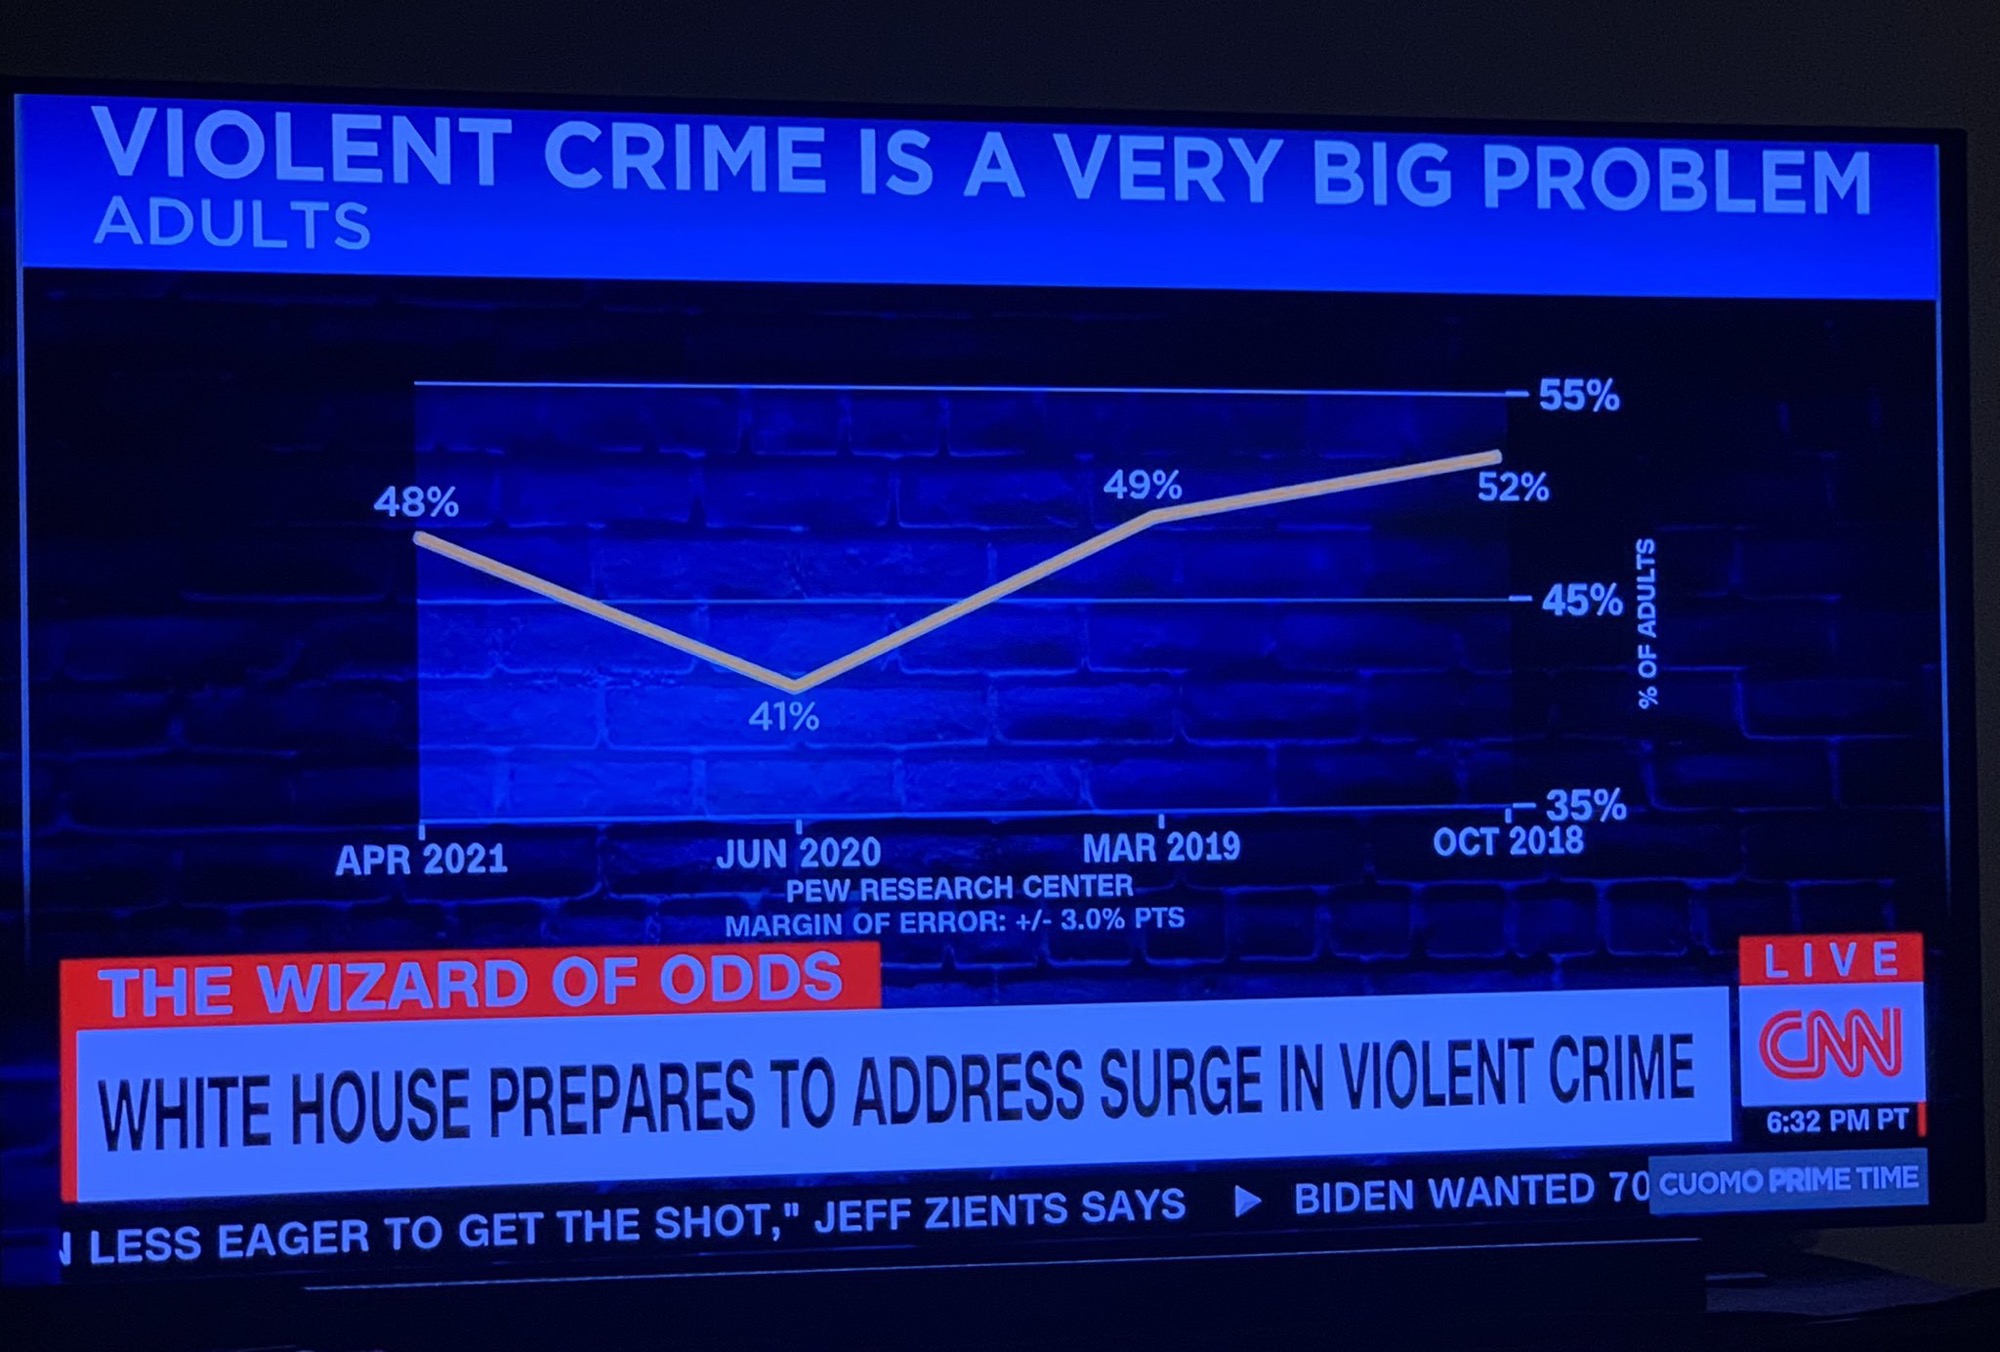 VIOLENT CRIME IS A VERY BIG PROBLEM
ADULTS
55%
48%
49%
52%
45%
% OF ADULTS
41%
35%
APR 2021
JUN 2020
MAR 2019
OCT 2018
PEW RESEARCH CENTER
MARGIN OF ERROR: +/- 3.0% PTS
THE WIZARD OF ODDS
LIVE
CNN
WHITE HOUSE PREPARES TO ADDRESS SURGE IN VIOLENT CRIME
6:32 PM PT
LESS EAGER TO GET THE SHOT," JEFF ZIENTS SAYS ▶ BIDEN WANTED 70
CUOMO PRIME TIME